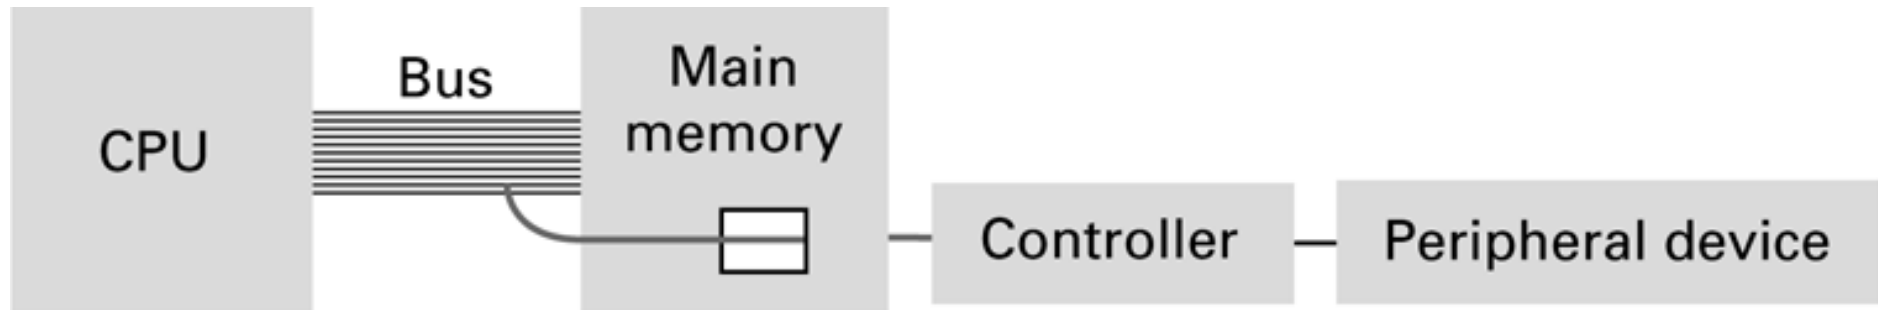 CPU
Bus
Main
memory
Controller
Peripheral device